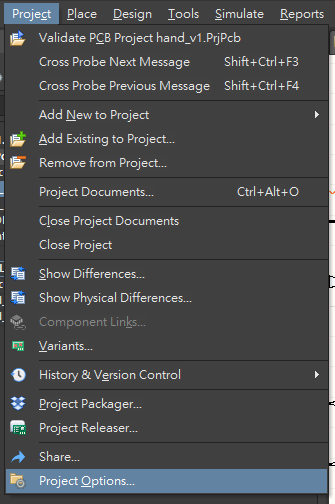 Project Place Design Tools Simulate Reports
Validate PCB Project hand_v1.PrjPcb
Cross Probe Next Message Shift+Ctrl+F3
Cross Probe Previous Message Shift+Ctrl+F4
Add New to Project
Add Existing to Project...
Remove from Project...
Project Documents... Ctrl+Alt+O
Close Project Documents
Close Project
Show Differences...
Show Physical Differences...
Component Links...
Variants...
History & Version Control
Project Packager...
Project Releaser...
Share...
Project Options...